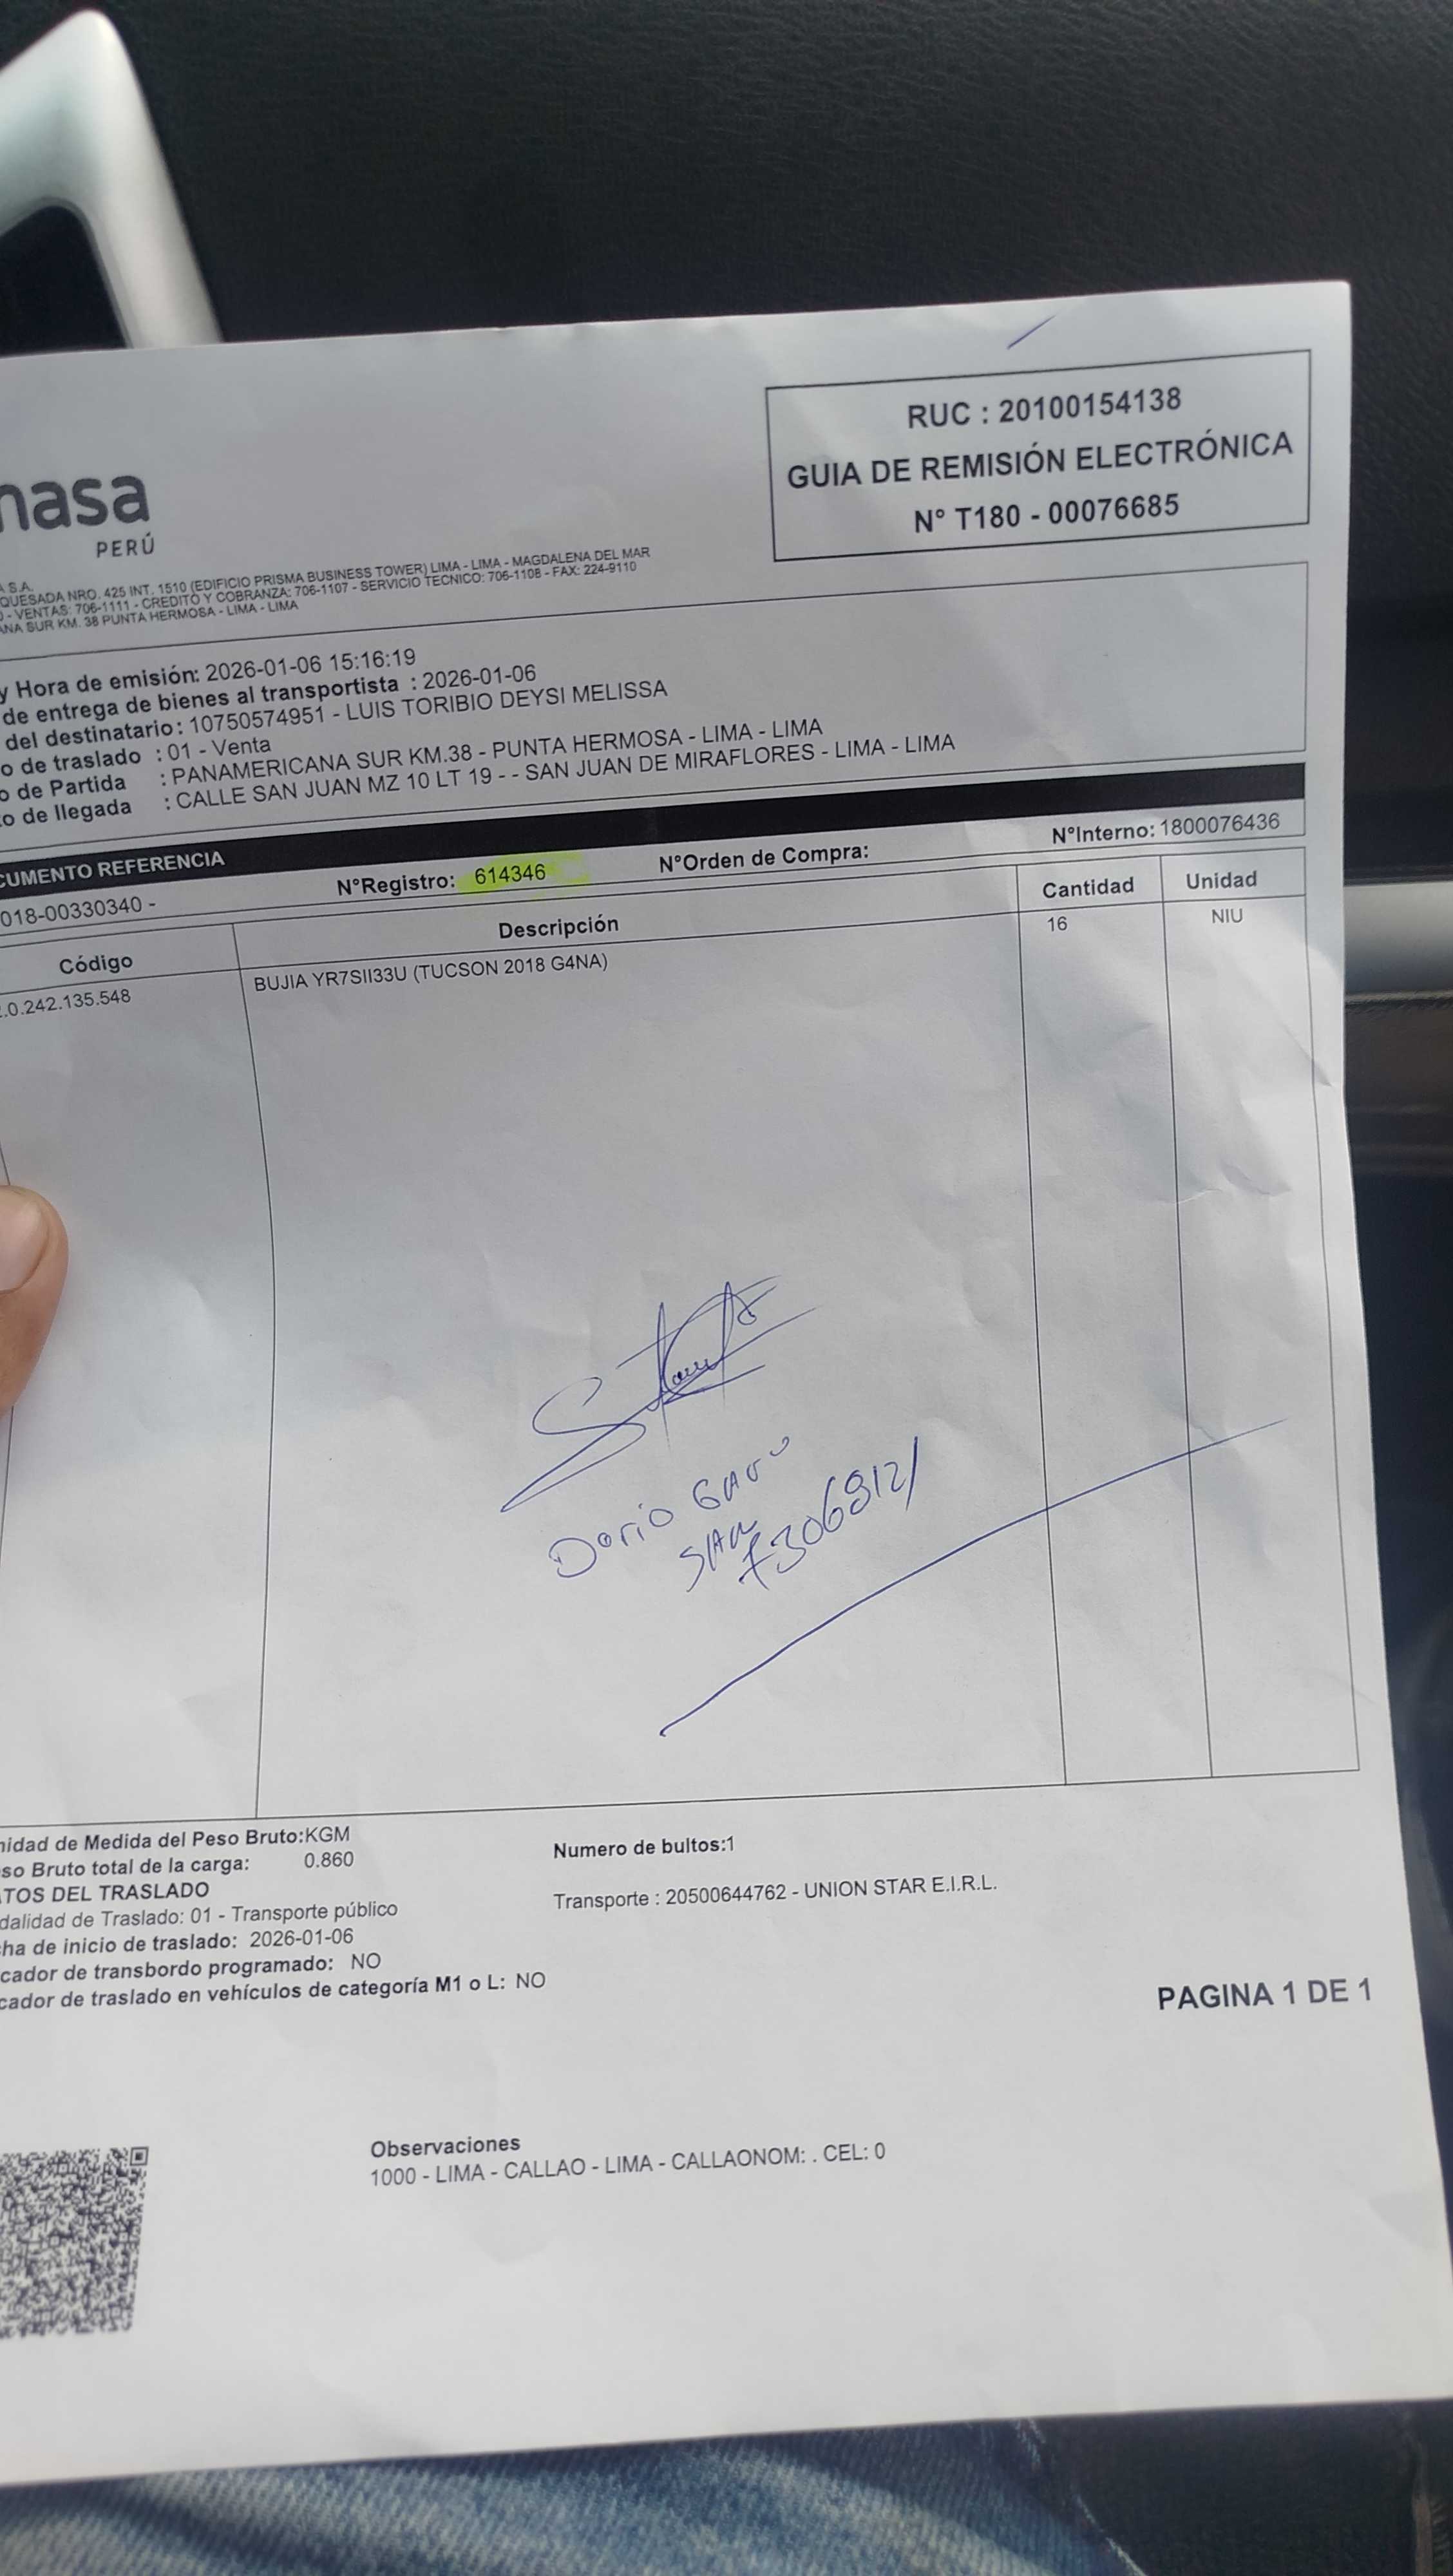 nasa
PERÚ
RUC : 20100154138
GUIA DE REMISIÓN ELECTRÓNICA
N° T180 - 00076685
S.A.
QUESADA NRO. 425 INT. 1510 (EDIFICIO PRISMA BUSINESS TOWER) LIMA - LIMA - MAGDALENA DEL MAR
- VENTAS: 706-1111 - CREDITO Y COBRANZA: 706-1107 - SERVICIO TECNICO: 706-1108 - FAX: 224-9110
ANA SUR KM. 38 PUNTA HERMOSA - LIMA - LIMA
y Hora de emisión: 2026-01-06 15:16:19
de entrega de bienes al transportista : 2026-01-06
del destinatario : 10750574951 - LUIS TORIBIO DEYSI MELISSA
o de traslado : 01 - Venta
o de Partida : PANAMERICANA SUR KM.38 - PUNTA HERMOSA - LIMA - LIMA
o de llegada : CALLE SAN JUAN MZ 10 LT 19 - - SAN JUAN DE MIRAFLORES - LIMA - LIMA
CUMENTO REFERENCIA
018-00330340 - N°Registro: 614346 N°Orden de Compra: N°Interno: 1800076436
Código Descripción Cantidad Unidad
.0.242.135.548 BUJIA YR7SII33U (TUCSON 2018 G4NA) 16 NIU
Dario
7306812/
nidad de Medida del Peso Bruto:KGM
so Bruto total de la carga: 0.860
Numero de bultos:1
TOS DEL TRASLADO
dalidad de Traslado: 01 - Transporte público
Transporte : 20500644762 - UNION STAR E.I.R.L.
cha de inicio de traslado: 2026-01-06
cador de transbordo programado: NO
cador de traslado en vehículos de categoría M1 o L: NO
PAGINA 1 DE 1
Observaciones
1000 - LIMA - CALLAO - LIMA - CALLAONOM: . CEL: 0